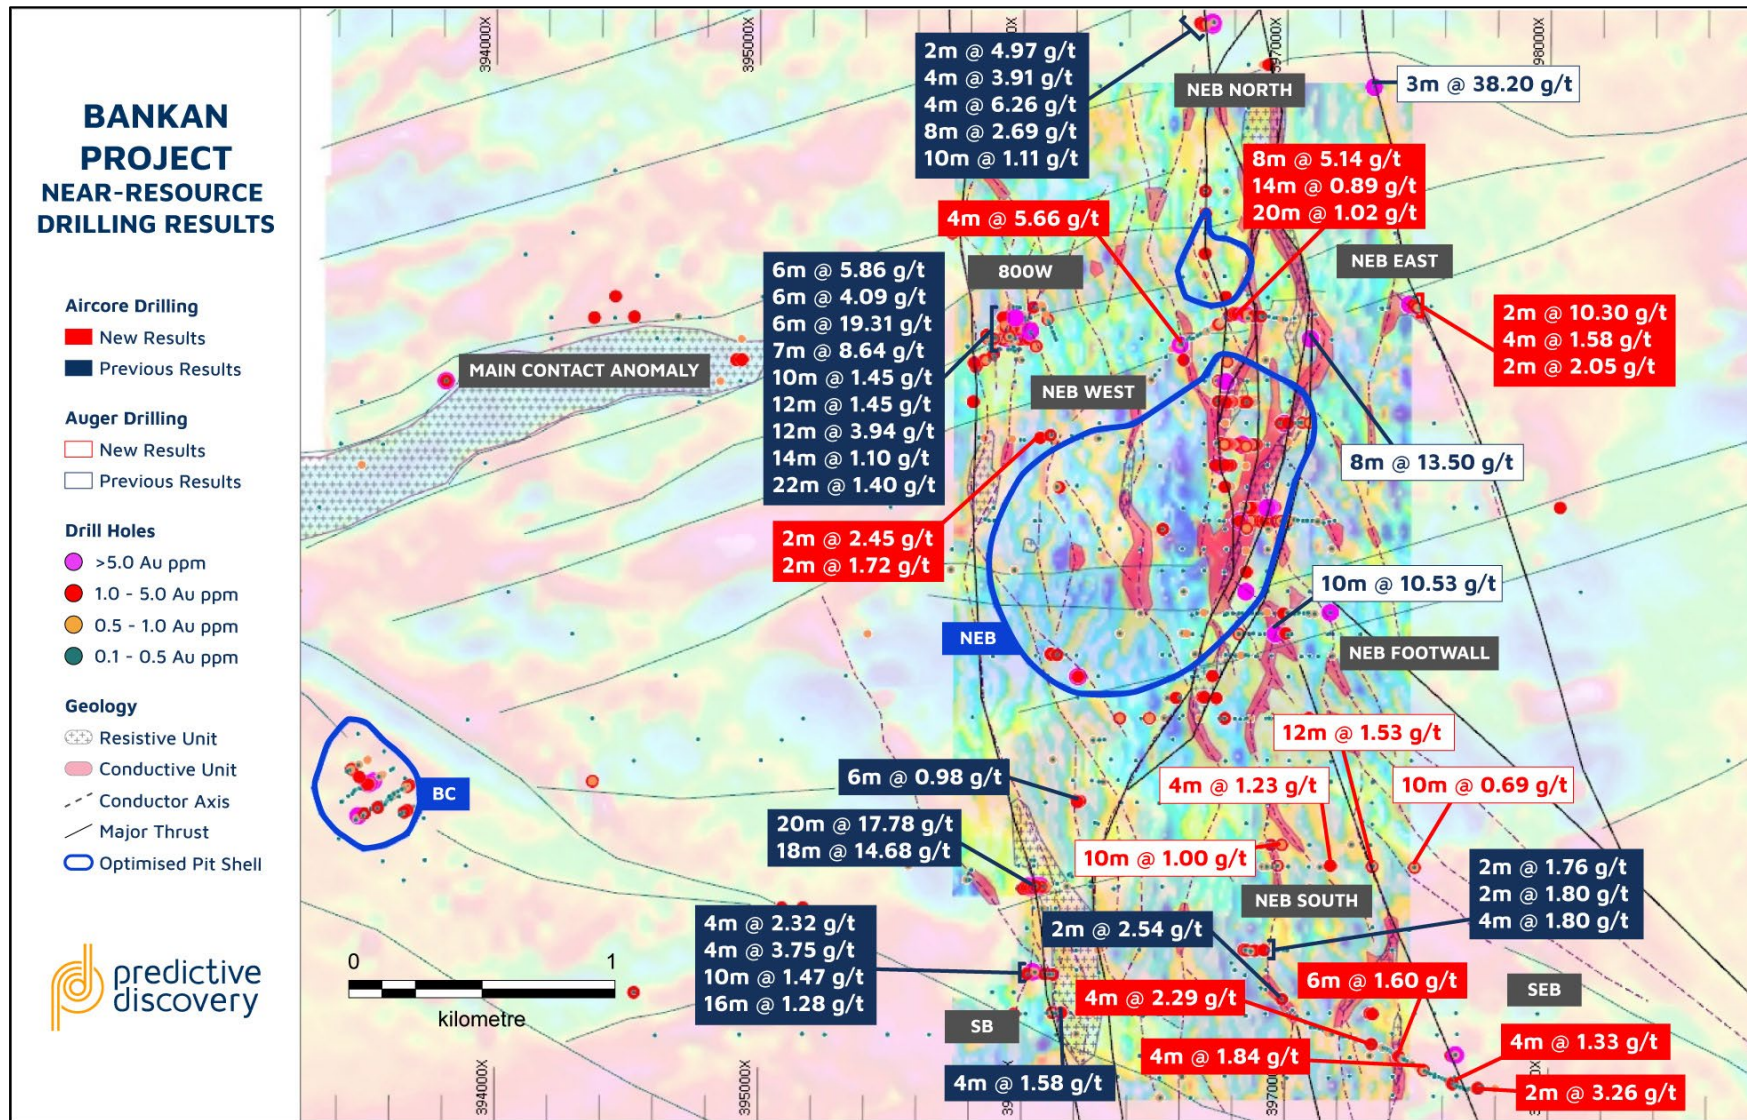 BANKAN
PROJECT
NEAR-RESOURCE
DRILLING RESULTS
Aircore Drilling
New Results
Previous Results
Auger Drilling
New Results
Previous Results
Drill Holes
>5.0 Au ppm
1.0 - 5.0 Au ppm
0.5 - 1.0 Au ppm
0.1 - 0.5 Au ppm
Geology
Resistive Unit
Conductive Unit
Conductor Axis
Major Thrust
Optimised Pit Shell
predictive
discovery
394000X
395000X
397000X
398000X
2m @ 4.97 g/t
4m @ 3.91 g/t
4m @ 6.26 g/t
8m @ 2.69 g/t
10m @ 1.11 g/t
NEB NORTH
3m @ 38.20 g/t
8m @ 5.14 g/t
14m @ 0.89 g/t
20m @ 1.02 g/t
4m @ 5.66 g/t
800W
NEB EAST
6m @ 5.86 g/t
6m @ 4.09 g/t
6m @ 19.31 g/t
7m @ 8.64 g/t
10m @ 1.45 g/t
12m @ 1.45 g/t
12m @ 3.94 g/t
14m @ 1.10 g/t
22m @ 1.40 g/t
2m @ 10.30 g/t
4m @ 1.58 g/t
2m @ 2.05 g/t
MAIN CONTACT ANOMALY
NEB WEST
8m @ 13.50 g/t
2m @ 2.45 g/t
2m @ 1.72 g/t
10m @ 10.53 g/t
NEB
NEB FOOTWALL
12m @ 1.53 g/t
6m @ 0.98 g/t
4m @ 1.23 g/t
10m @ 0.69 g/t
BC
20m @ 17.78 g/t
18m @ 14.68 g/t
10m @ 1.00 g/t
2m @ 1.76 g/t
2m @ 1.80 g/t
4m @ 1.80 g/t
NEB SOUTH
4m @ 2.32 g/t
4m @ 3.75 g/t
10m @ 1.47 g/t
16m @ 1.28 g/t
2m @ 2.54 g/t
0 1
kilometre
6m @ 1.60 g/t
4m @ 2.29 g/t
SEB
SB
4m @ 1.84 g/t
4m @ 1.33 g/t
4m @ 1.58 g/t
2m @ 3.26 g/t
394000X
395000X
397000X